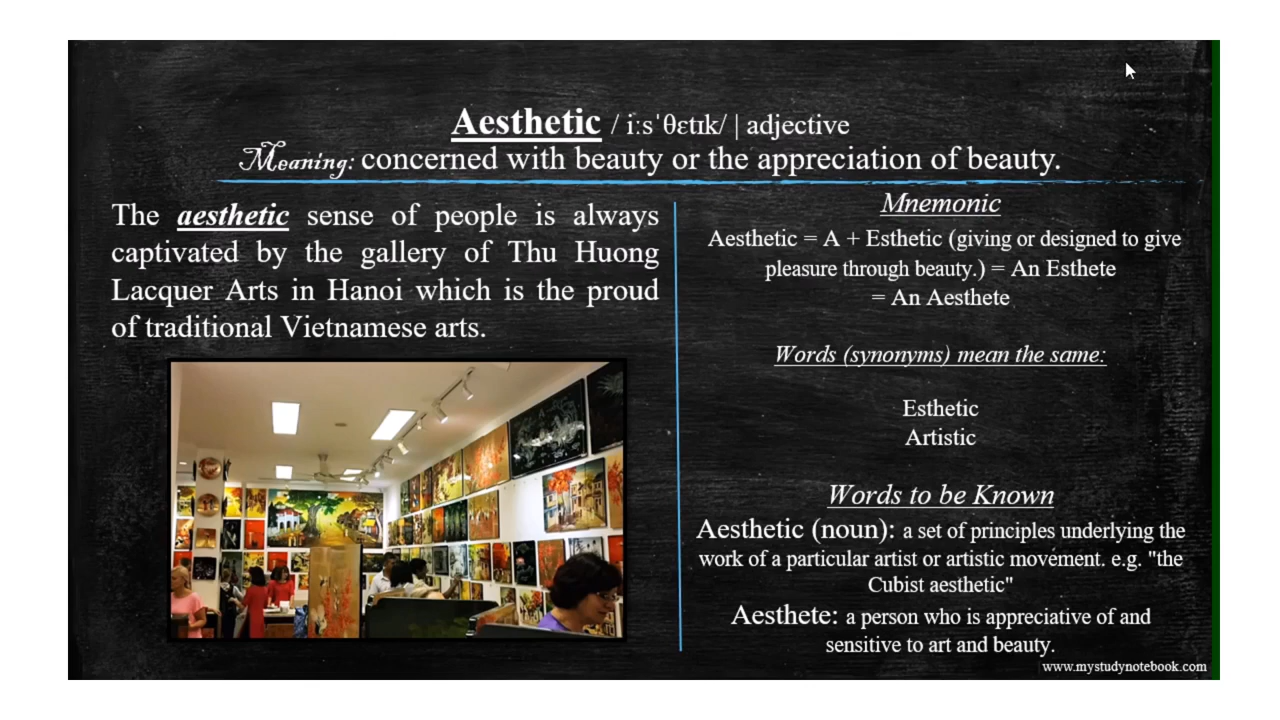 Aesthetic / iːsˈθɛtɪk/ | adjective
Meaning: concerned with beauty or the appreciation of beauty.
The aesthetic sense of people is always
captivated by the gallery of Thu Huong
Lacquer Arts in Hanoi which is the proud
of traditional Vietnamese arts.
Mnemonic
Aesthetic = A + Esthetic (giving or designed to give
pleasure through beauty.) = An Esthete
= An Aesthete
Words (synonyms) mean the same:
Esthetic
Artistic
Words to be Known
Aesthetic (noun): a set of principles underlying the
work of a particular artist or artistic movement. e.g. "the
Cubist aesthetic"
Aesthete: a person who is appreciative of and
sensitive to art and beauty.
www.mystudynotebook.com